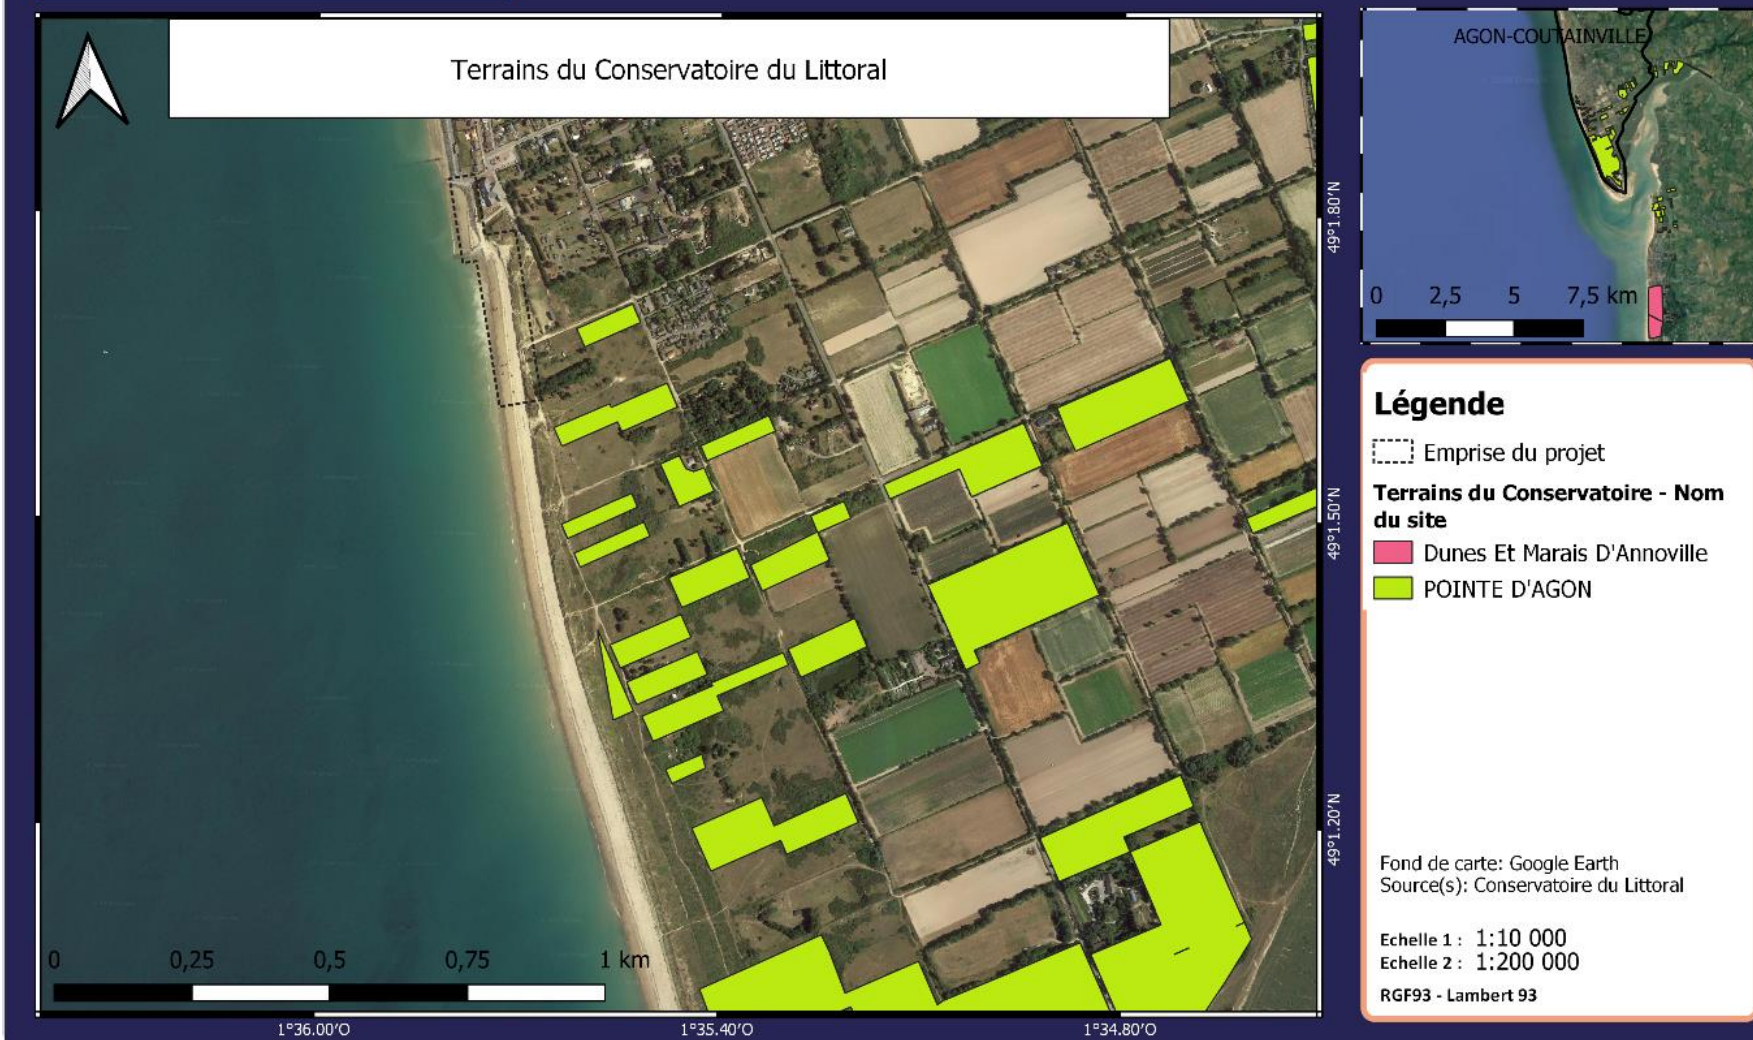 Terrains du Conservatoire du Littoral
AGON-COUTAINVILLE
0 2,5 5 7,5 km
49°1.80'N
49°1.50'N
49°1.20'N
0 0,25 0,5 0,75 1 km
1°36.00'O 1°35.40'O 1°34.80'O
Légende
Emprise du projet
Terrains du Conservatoire - Nom
du site
Dunes Et Marais D'Annoville
POINTE D'AGON
Fond de carte: Google Earth
Source(s): Conservatoire du Littoral
Echelle 1 : 1:10 000
Echelle 2 : 1:200 000
RGF93 - Lambert 93